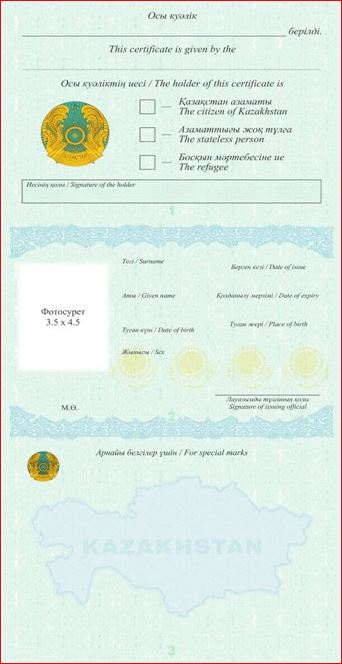 Осы куәлік
берілді.
This certificate is given by the
Осы куәліктің иесі / The holder of this certificate is
— Қазақстан азаматы
The citizen of Kazakhstan
— Азаматтығы жоқ тұлға
The stateless person
— Босқын мәртебесіне ие
The refugee
Иесінің қолы / Signature of the holder
1
Тегі / Surname
Берген кезі / Date of issue
Аты / Given name
Қолданылу мерзімі / Date of expiry
Фотосурет
3.5 х 4.5
Туған күні / Date of birth
Туған жері / Place of birth
Жынысы / Sex
Лауазымды тұлғаның қолы
Signature of issuing official
М.О.
2
Арнайы белгілер үшін / For special marks
KAZAKHSTAN
3